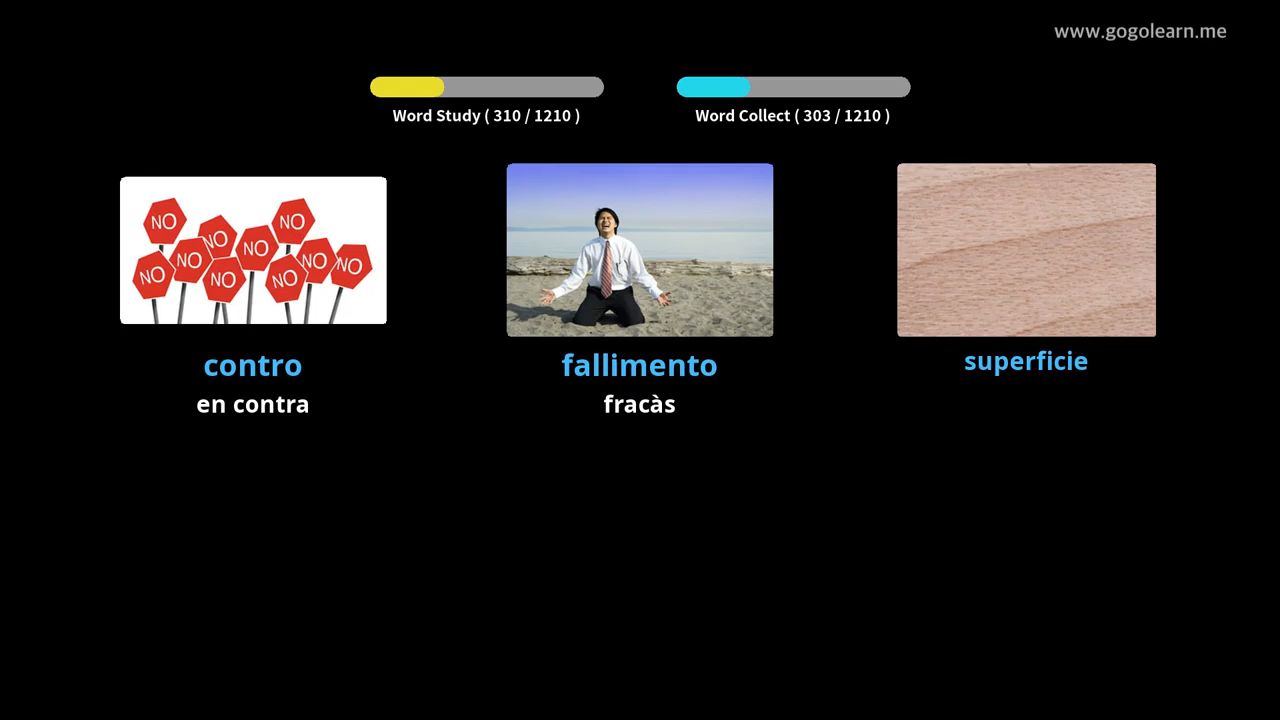 www.gogolearn.me
Word Study ( 310 / 1210 )
Word Collect ( 303 / 1210 )
NO
NO
NO
NO
NO
NO
NO
NO
NO
NO
contro
fallimento
superficie
en contra
fracàs